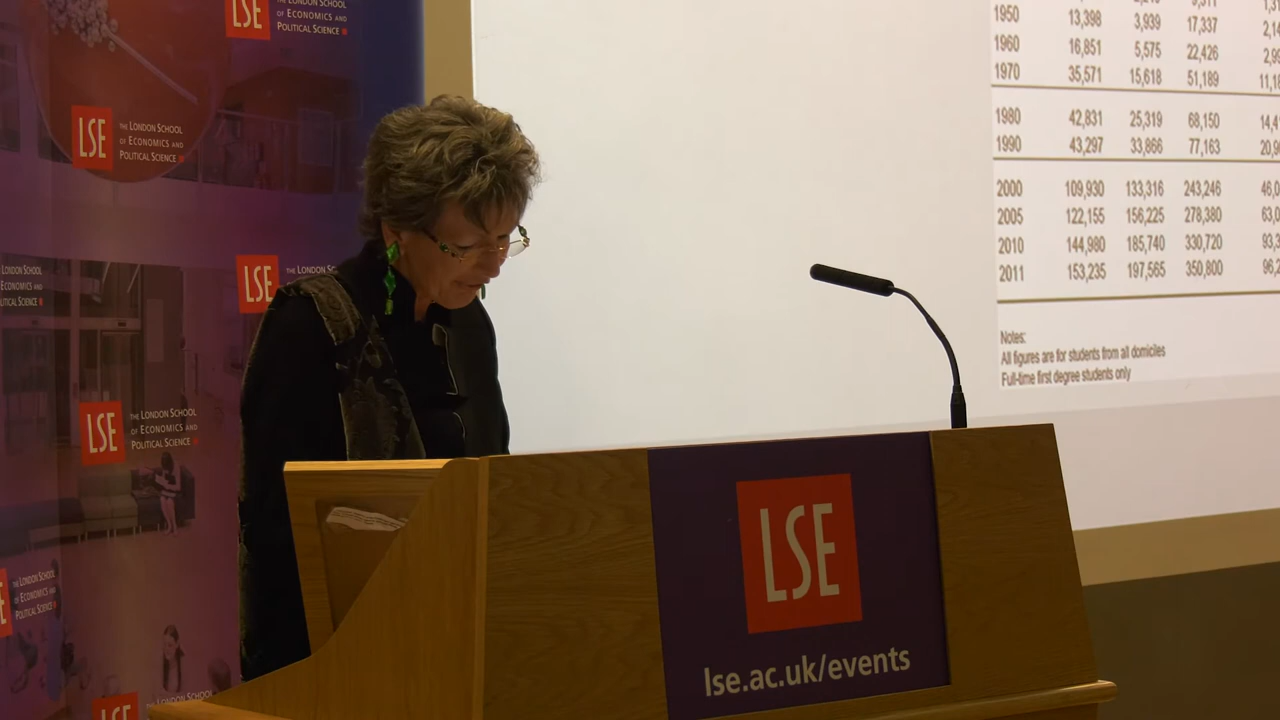 LSE
THE LONDON SCHOOL
OF ECONOMICS AND
POLITICAL SCIENCE
LSE
THE LONDON SCHOOL
OF ECONOMICS AND
POLITICAL SCIENCE
LSE
LSE
THE LONDON SCHOOL
OF ECONOMICS AND
POLITICAL SCIENCE
LSE
1950 13,398 3,939 17,337
1960 16,851 5,575 22,426
1970 35,571 15,618 51,189
1980 42,831 25,319 68,150
1990 43,297 33,866 77,163
2000 109,930 133,316 243,246
2005 122,155 156,225 278,380
2010 144,980 185,740 330,720
2011 153,235 197,565 350,800
Notes:
All figures are for students from all domiciles
Full-time first degree students only
LSE
lse.ac.uk/events